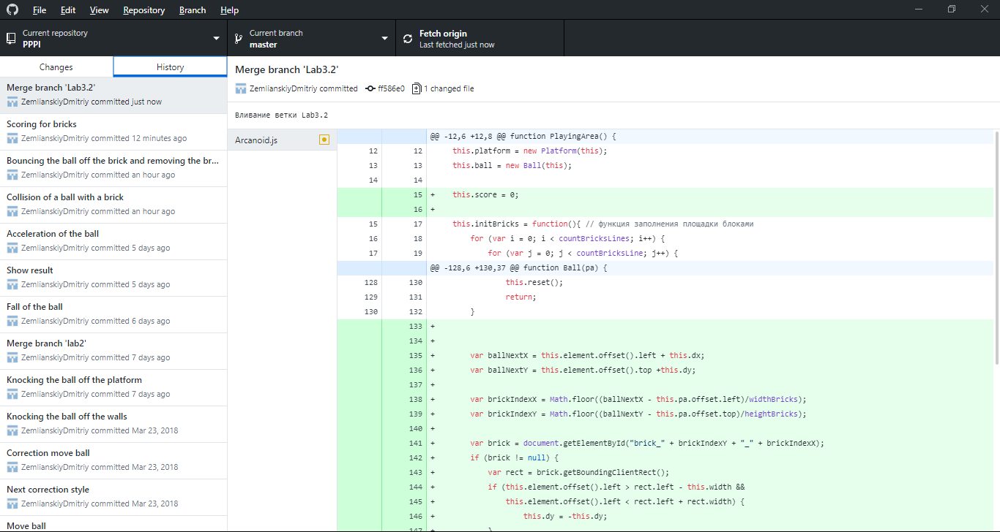 File Edit View Repository Branch Help
Current repository
PPPI
Current branch
master
Fetch origin
Last fetched just now
Changes
History
Merge branch 'Lab3.2'
ZemlianskiyDmitriy committed just now
Scoring for bricks
ZemlianskiyDmitriy committed 12 minutes ago
Bouncing the ball off the brick and removing the br...
ZemlianskiyDmitriy committed an hour ago
Collision of a ball with a brick
ZemlianskiyDmitriy committed an hour ago
Acceleration of the ball
ZemlianskiyDmitriy committed 5 days ago
Show result
ZemlianskiyDmitriy committed 5 days ago
Fall of the ball
ZemlianskiyDmitriy committed 6 days ago
Merge branch 'lab2'
ZemlianskiyDmitriy committed 7 days ago
Knocking the ball off the platform
ZemlianskiyDmitriy committed 7 days ago
Knocking the ball off the walls
ZemlianskiyDmitriy committed Mar 23, 2018
Correction move ball
ZemlianskiyDmitriy committed Mar 23, 2018
Next correction style
ZemlianskiyDmitriy committed Mar 23, 2018
Move ball
Merge branch 'Lab3.2'
ZemlianskiyDmitriy committed ff586e0 1 changed file
Вливание ветки Lab3.2
Arcanoid.js
@@ -12,6 +12,8 @@ function PlayingArea() {
12 12 this.platform = new Platform(this);
13 13 this.ball = new Ball(this);
14 14
15 + this.score = 0;
16 +
15 17 this.initBricks = function(){ // функция заполнения площадки блоками
16 18 for (var i = 0; i < countBricksLines; i++) {
17 19 for (var j = 0; j < countBricksLine; j++) {
@@ -128,6 +130,37 @@ function Ball(pa) {
128 130 this.reset();
129 131 return;
130 132 }
133 +
134 +
135 + var ballNextX = this.element.offset().left + this.dx;
136 + var ballNextY = this.element.offset().top +this.dy;
137 +
138 + var brickIndexX = Math.floor((ballNextX - this.pa.offset.left)/widthBricks);
139 + var brickIndexY = Math.floor((ballNextY - this.pa.offset.top)/heightBricks);
140 +
141 + var brick = document.getElementById("brick_" + brickIndexY + "_" + brickIndexX);
142 + if (brick != null) {
143 + var rect = brick.getBoundingClientRect();
144 + if (this.element.offset().left > rect.left - this.width &&
145 + this.element.offset().left < rect.left + rect.width) {
146 + this.dy = -this.dy;
147 + }